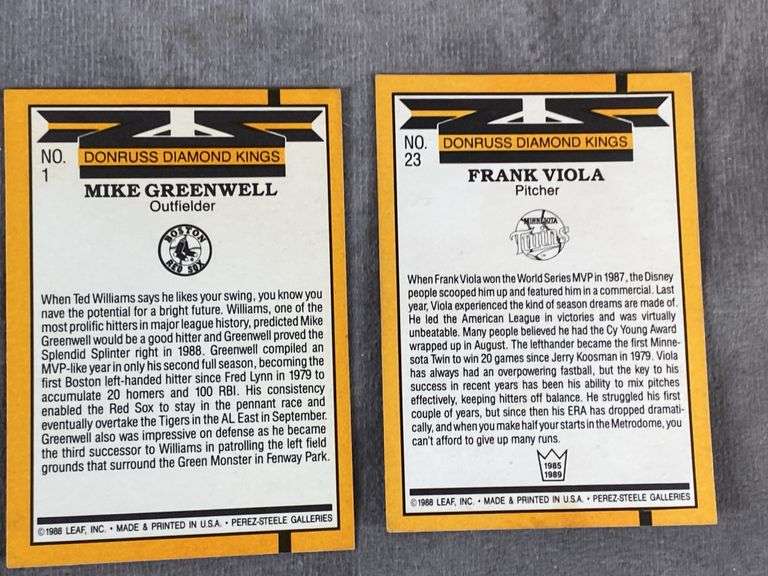 NO.
1
DONRUSS DIAMOND KINGS
MIKE GREENWELL
Outfielder
BOSTON
RED SOX
When Ted Williams says he likes your swing, you know you
have the potential for a bright future. Williams, one of the
most prolific hitters in major league history, predicted Mike
Greenwell would be a good hitter and Greenwell proved the
Splendid Splinter right in 1988. Greenwell compiled an
MVP-like year in only his second full season, becoming the
first Boston left-handed hitter since Fred Lynn in 1979 to
accumulate 20 homers and 100 RBI. His consistency
enabled the Red Sox to stay in the pennant race and
eventually overtake the Tigers in the AL East in September.
Greenwell also was impressive on defense as he became
the third successor to Williams in patrolling the left field
grounds that surround the Green Monster in Fenway Park.
©1988 LEAF, INC. • MADE & PRINTED IN U.S.A. • PEREZ-STEELE GALLERIES
NO.
23
DONRUSS DIAMOND KINGS
FRANK VIOLA
Pitcher
MINNESOTA
Twins
When Frank Viola won the World Series MVP in 1987, the Disney
people scooped him up and featured him in a commercial. Last
year, Viola experienced the kind of season dreams are made of.
He led the American League in victories and was virtually
unbeatable. Many people believed he had the Cy Young Award
wrapped up in August. The lefthander became the first Minne-
sota Twin to win 20 games since Jerry Koosman in 1979. Viola
has always had an overpowering fastball, but the key to his
success in recent years has been his ability to mix pitches
effectively, keeping hitters off balance. He struggled his first
couple of years, but since then his ERA has dropped dramati-
cally, and when you make half your starts in the Metrodome, you
can't afford to give up many runs.
1985
1989
©1988 LEAF, INC. • MADE & PRINTED IN U.S.A. • PEREZ-STEELE GALLERIES